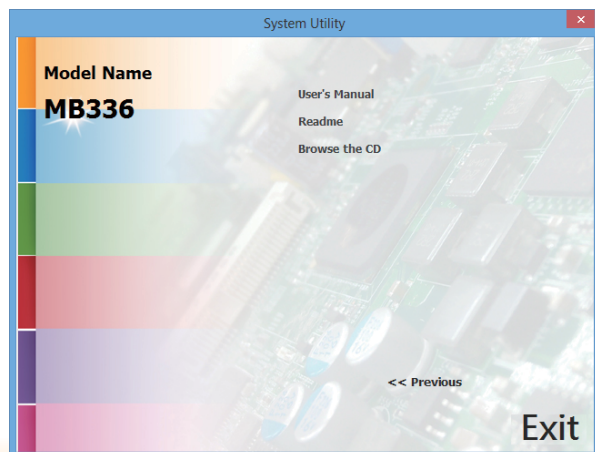 System Utility
Model Name
MB336
User's Manual
Readme
Browse the CD
<< Previous
Exit